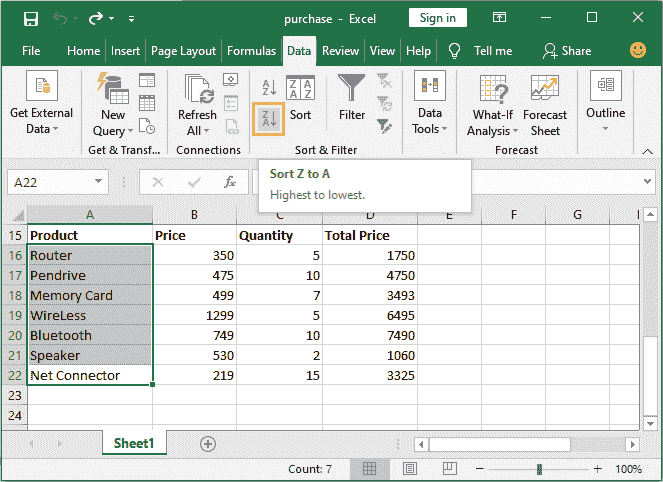 purchase - Excel
Sign in
File Home Insert Page Layout Formulas Data Review View Help Tell me Share
Get External Data
New Query
Get & Transf...
Refresh All
Connections
A Z
Z A
Z A A Z
Sort
Filter
Sort & Filter
Data Tools
What-If Analysis
Forecast Sheet
Forecast
Outline
A22
fx
Sort Z to A
Highest to lowest.
A B C D E F G
15 Product Price Quantity Total Price
16 Router 350 5 1750
17 Pendrive 475 10 4750
18 Memory Card 499 7 3493
19 WireLess 1299 5 6495
20 Bluetooth 749 10 7490
21 Speaker 530 2 1060
22 Net Connector 219 15 3325
23
24
Sheet1
Count: 7
100%